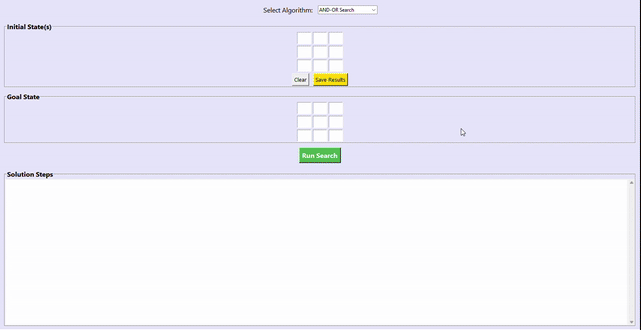 Select Algorithm: AND-OR Search
Initial State(s)
Clear Save Results
Goal State
Run Search
Solution Steps